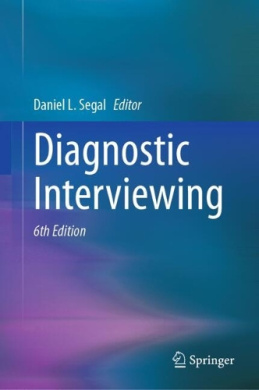 Daniel L. Segal Editor
Diagnostic
Interviewing
6th Edition
Springer